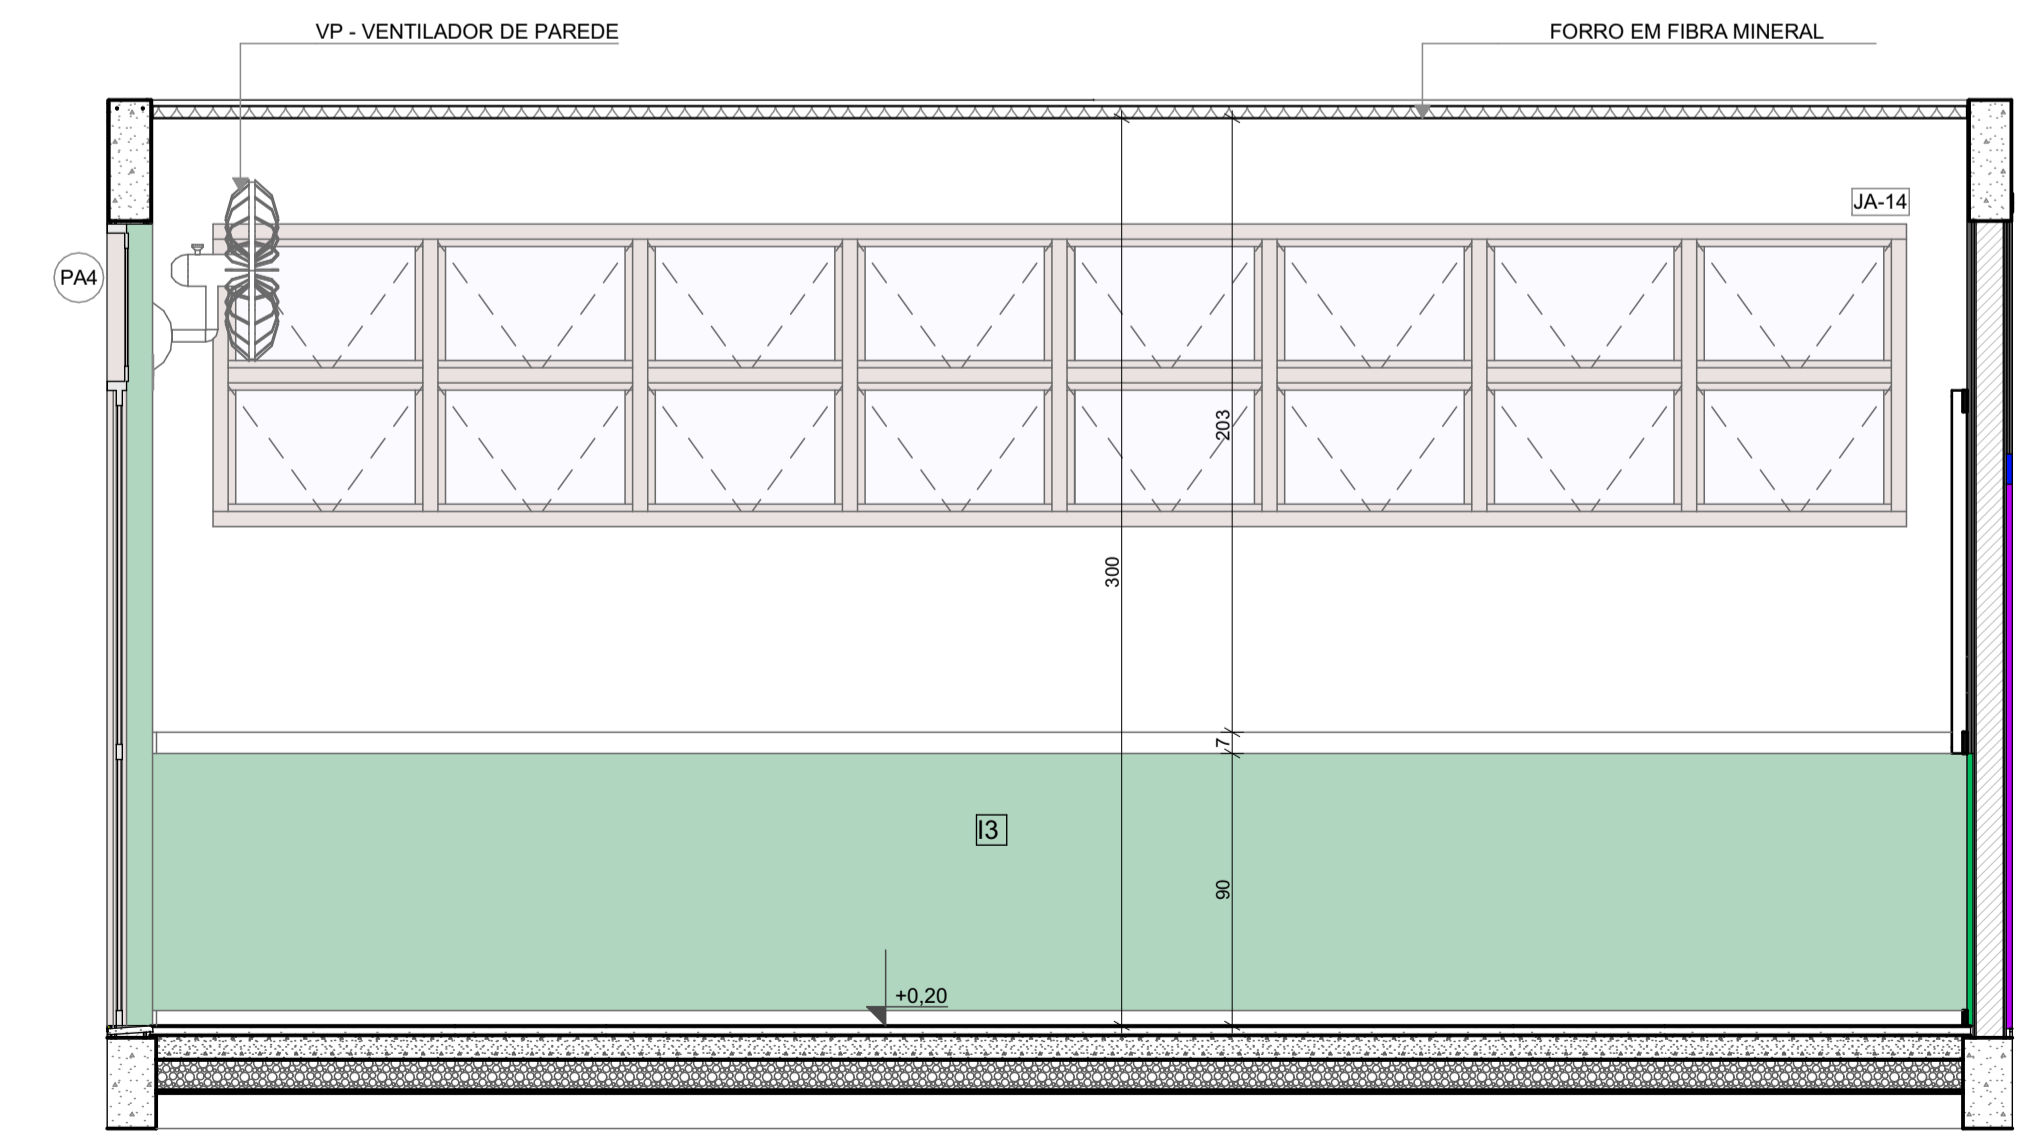 VP - VENTILADOR DE PAREDE
FORRO EM FIBRA MINERAL
JA-14
PA4
203
300
7
I3
90
+0,20